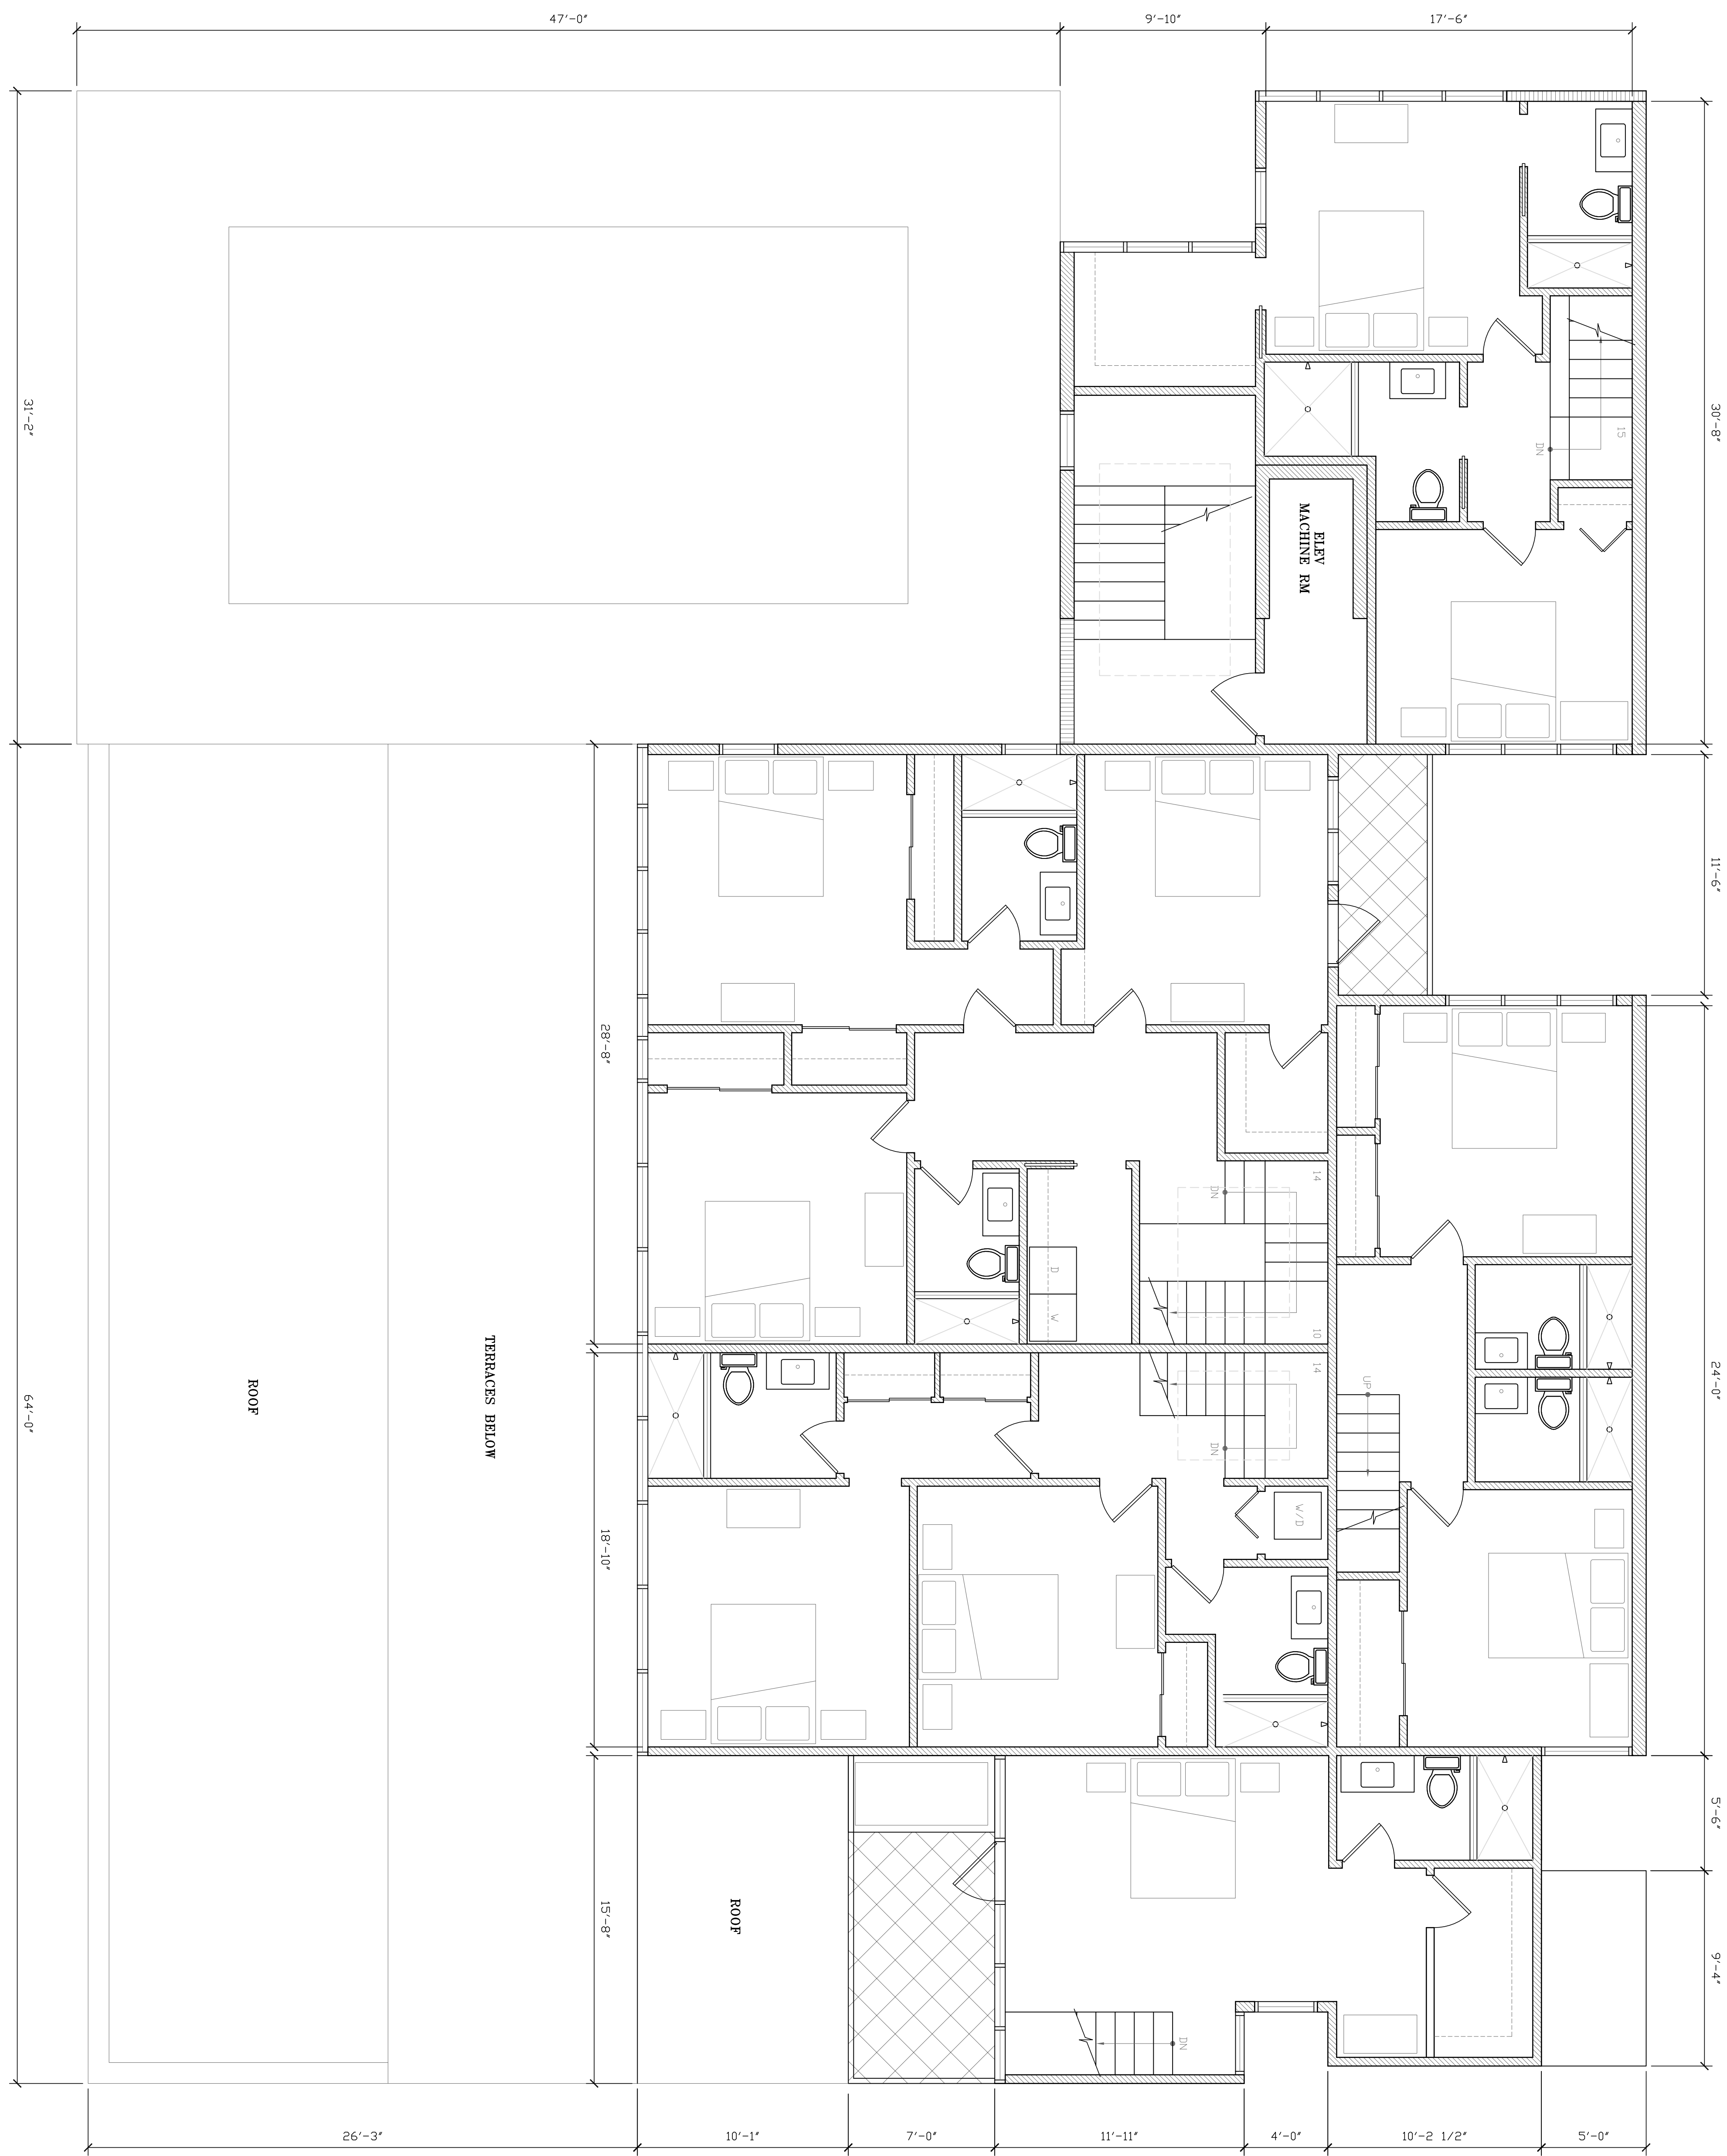 47'-0"
9'-10"
17'-6"
31'-2"
30'-8"
15
DN
ELEV
MACHINE RM
11'-6"
28'-8"
14
DN
D
W
10
24'-0"
14
UP
DN
TERRACES BELOW
ROOF
64'-0"
18'-10"
W/D
5'-6"
15'-8"
ROOF
9'-4"
DN
26'-3"
10'-1"
7'-0"
11'-11"
4'-0"
10'-2 1/2"
5'-0"